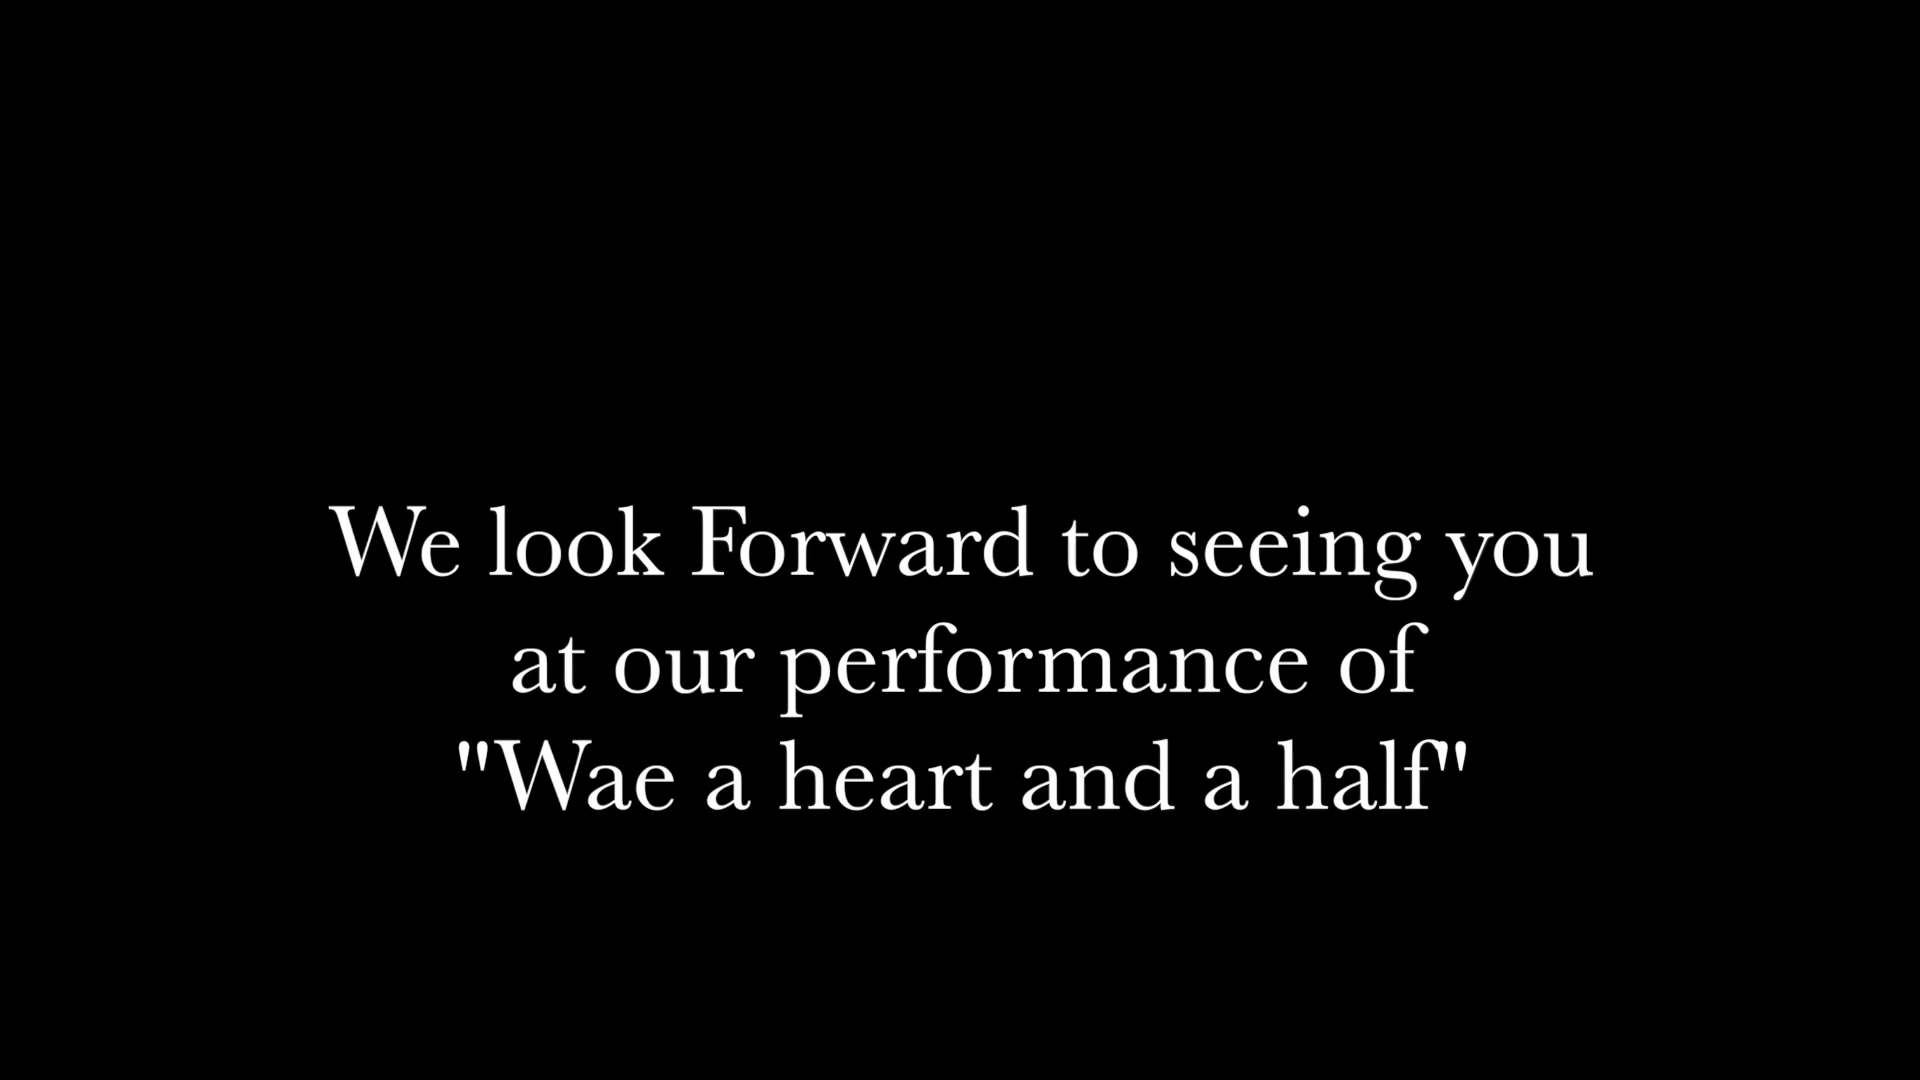 We look Forward to seeing you
at our performance of
"Wae a heart and a half"